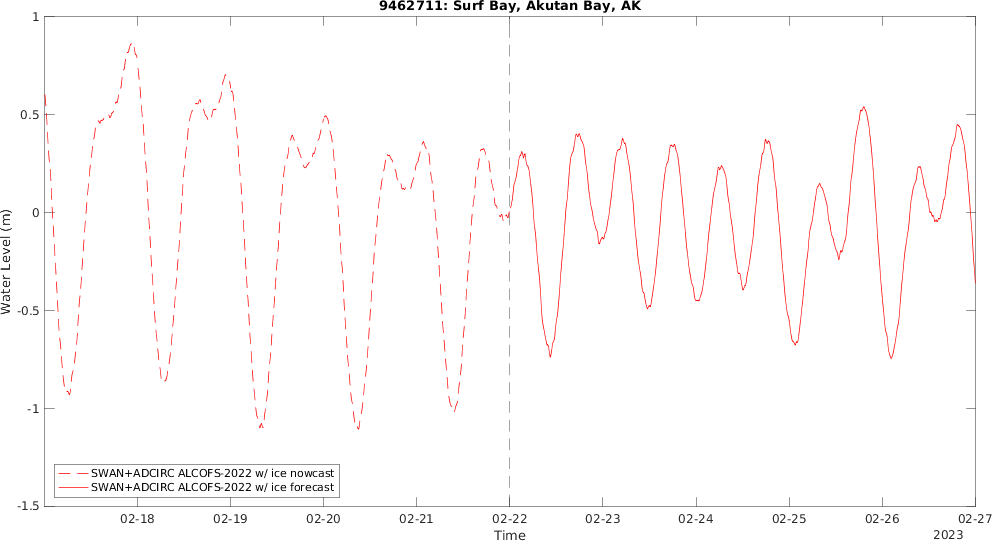 9462711: Surf Bay, Akutan Bay, AK
1
0.5
0
-0.5
-1
-1.5
Water Level (m)
SWAN+ADCIRC ALCOFS-2022 w/ ice nowcast
SWAN+ADCIRC ALCOFS-2022 w/ ice forecast
02-18 02-19 02-20 02-21 02-22 02-23 02-24 02-25 02-26 02-27
Time
2023